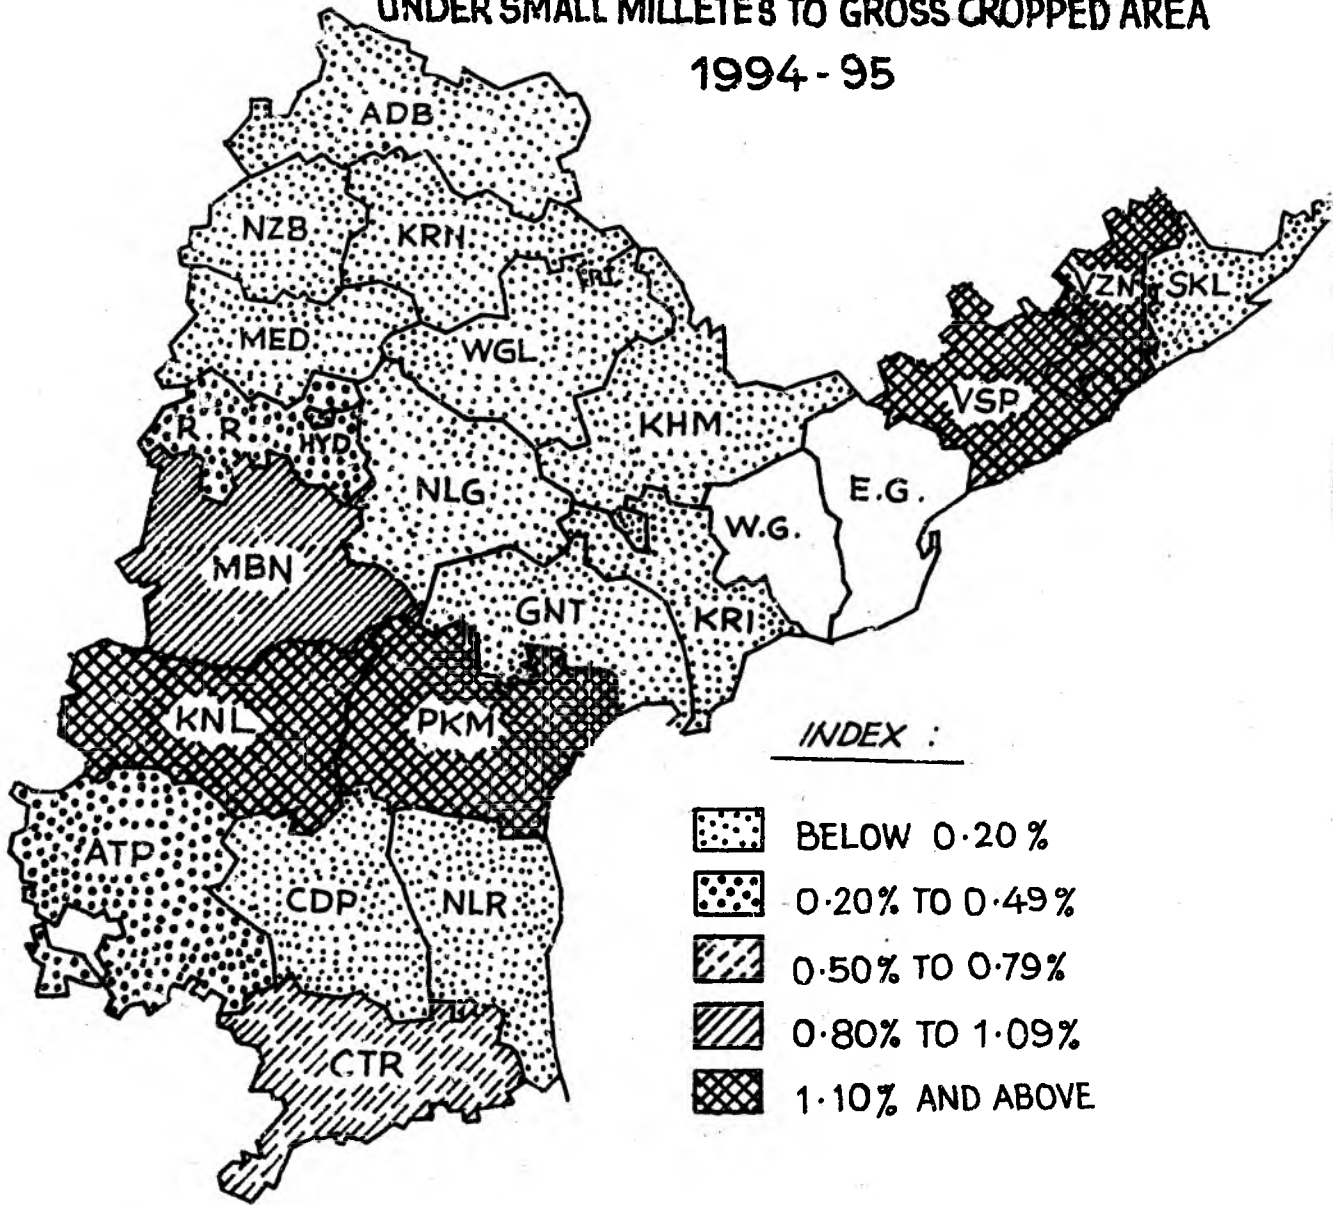 UNDER SMALL MILLETES TO GROSS CROPPED AREA
1994-95
ADB
NZB
KRN
MED
WGL
VZN
SKL
R R
HYD
KHM
VSP
NLG
E.G.
W.G.
MBN
GNT
KRI
KNL
PKM
INDEX :
BELOW 0.20%
ATP
CDP
NLR
0.20% TO 0.49%
0.50% TO 0.79%
0.80% TO 1.09%
CTR
1.10% AND ABOVE